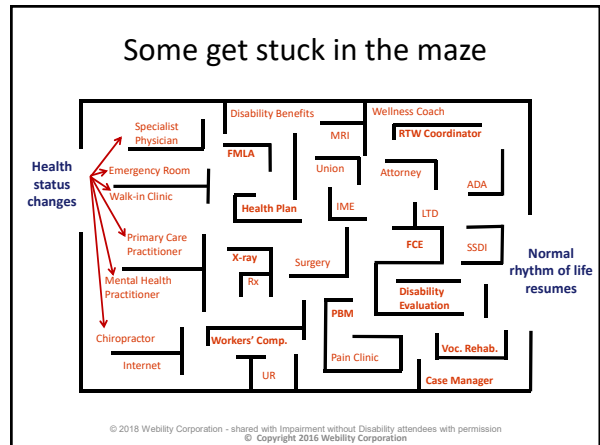 Some get stuck in the maze
Disability Benefits
Wellness Coach
Specialist
Physician
MRI
RTW Coordinator
FMLA
Health
status
changes
Emergency Room
Union
Attorney
Walk-in Clinic
ADA
Health Plan
IME
LTD
Primary Care
Practitioner
X-ray
Surgery
FCE
SSDI
Normal
rhythm of life
resumes
Mental Health
Practitioner
Rx
Disability
Evaluation
PBM
Chiropractor
Workers' Comp.
Pain Clinic
Voc. Rehab.
Internet
UR
Case Manager
© 2018 Webility Corporation - shared with Impairment without Disability attendees with permission
© Copyright 2016 Webility Corporation